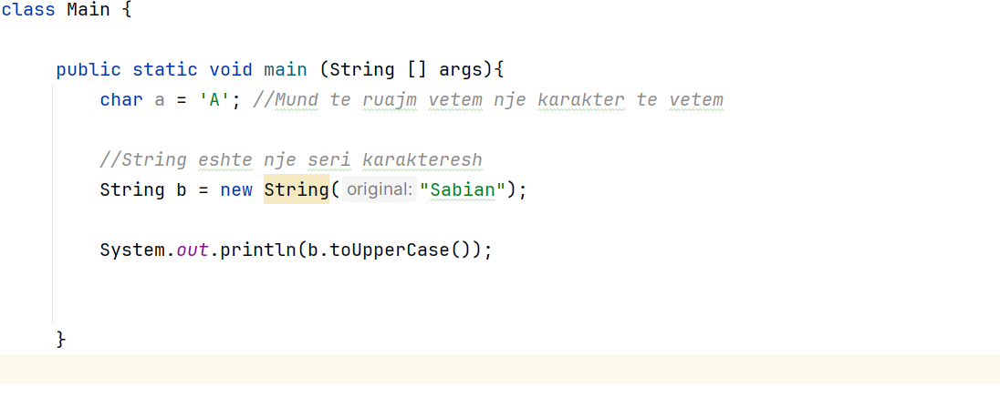 class Main {
public static void main (String [] args){
char a = 'A'; //Mund te ruajm vetem nje karakter te vetem
//String eshte nje seri karakteresh
String b = new String( original: "Sabian");
System.out.println(b.toUpperCase());
}